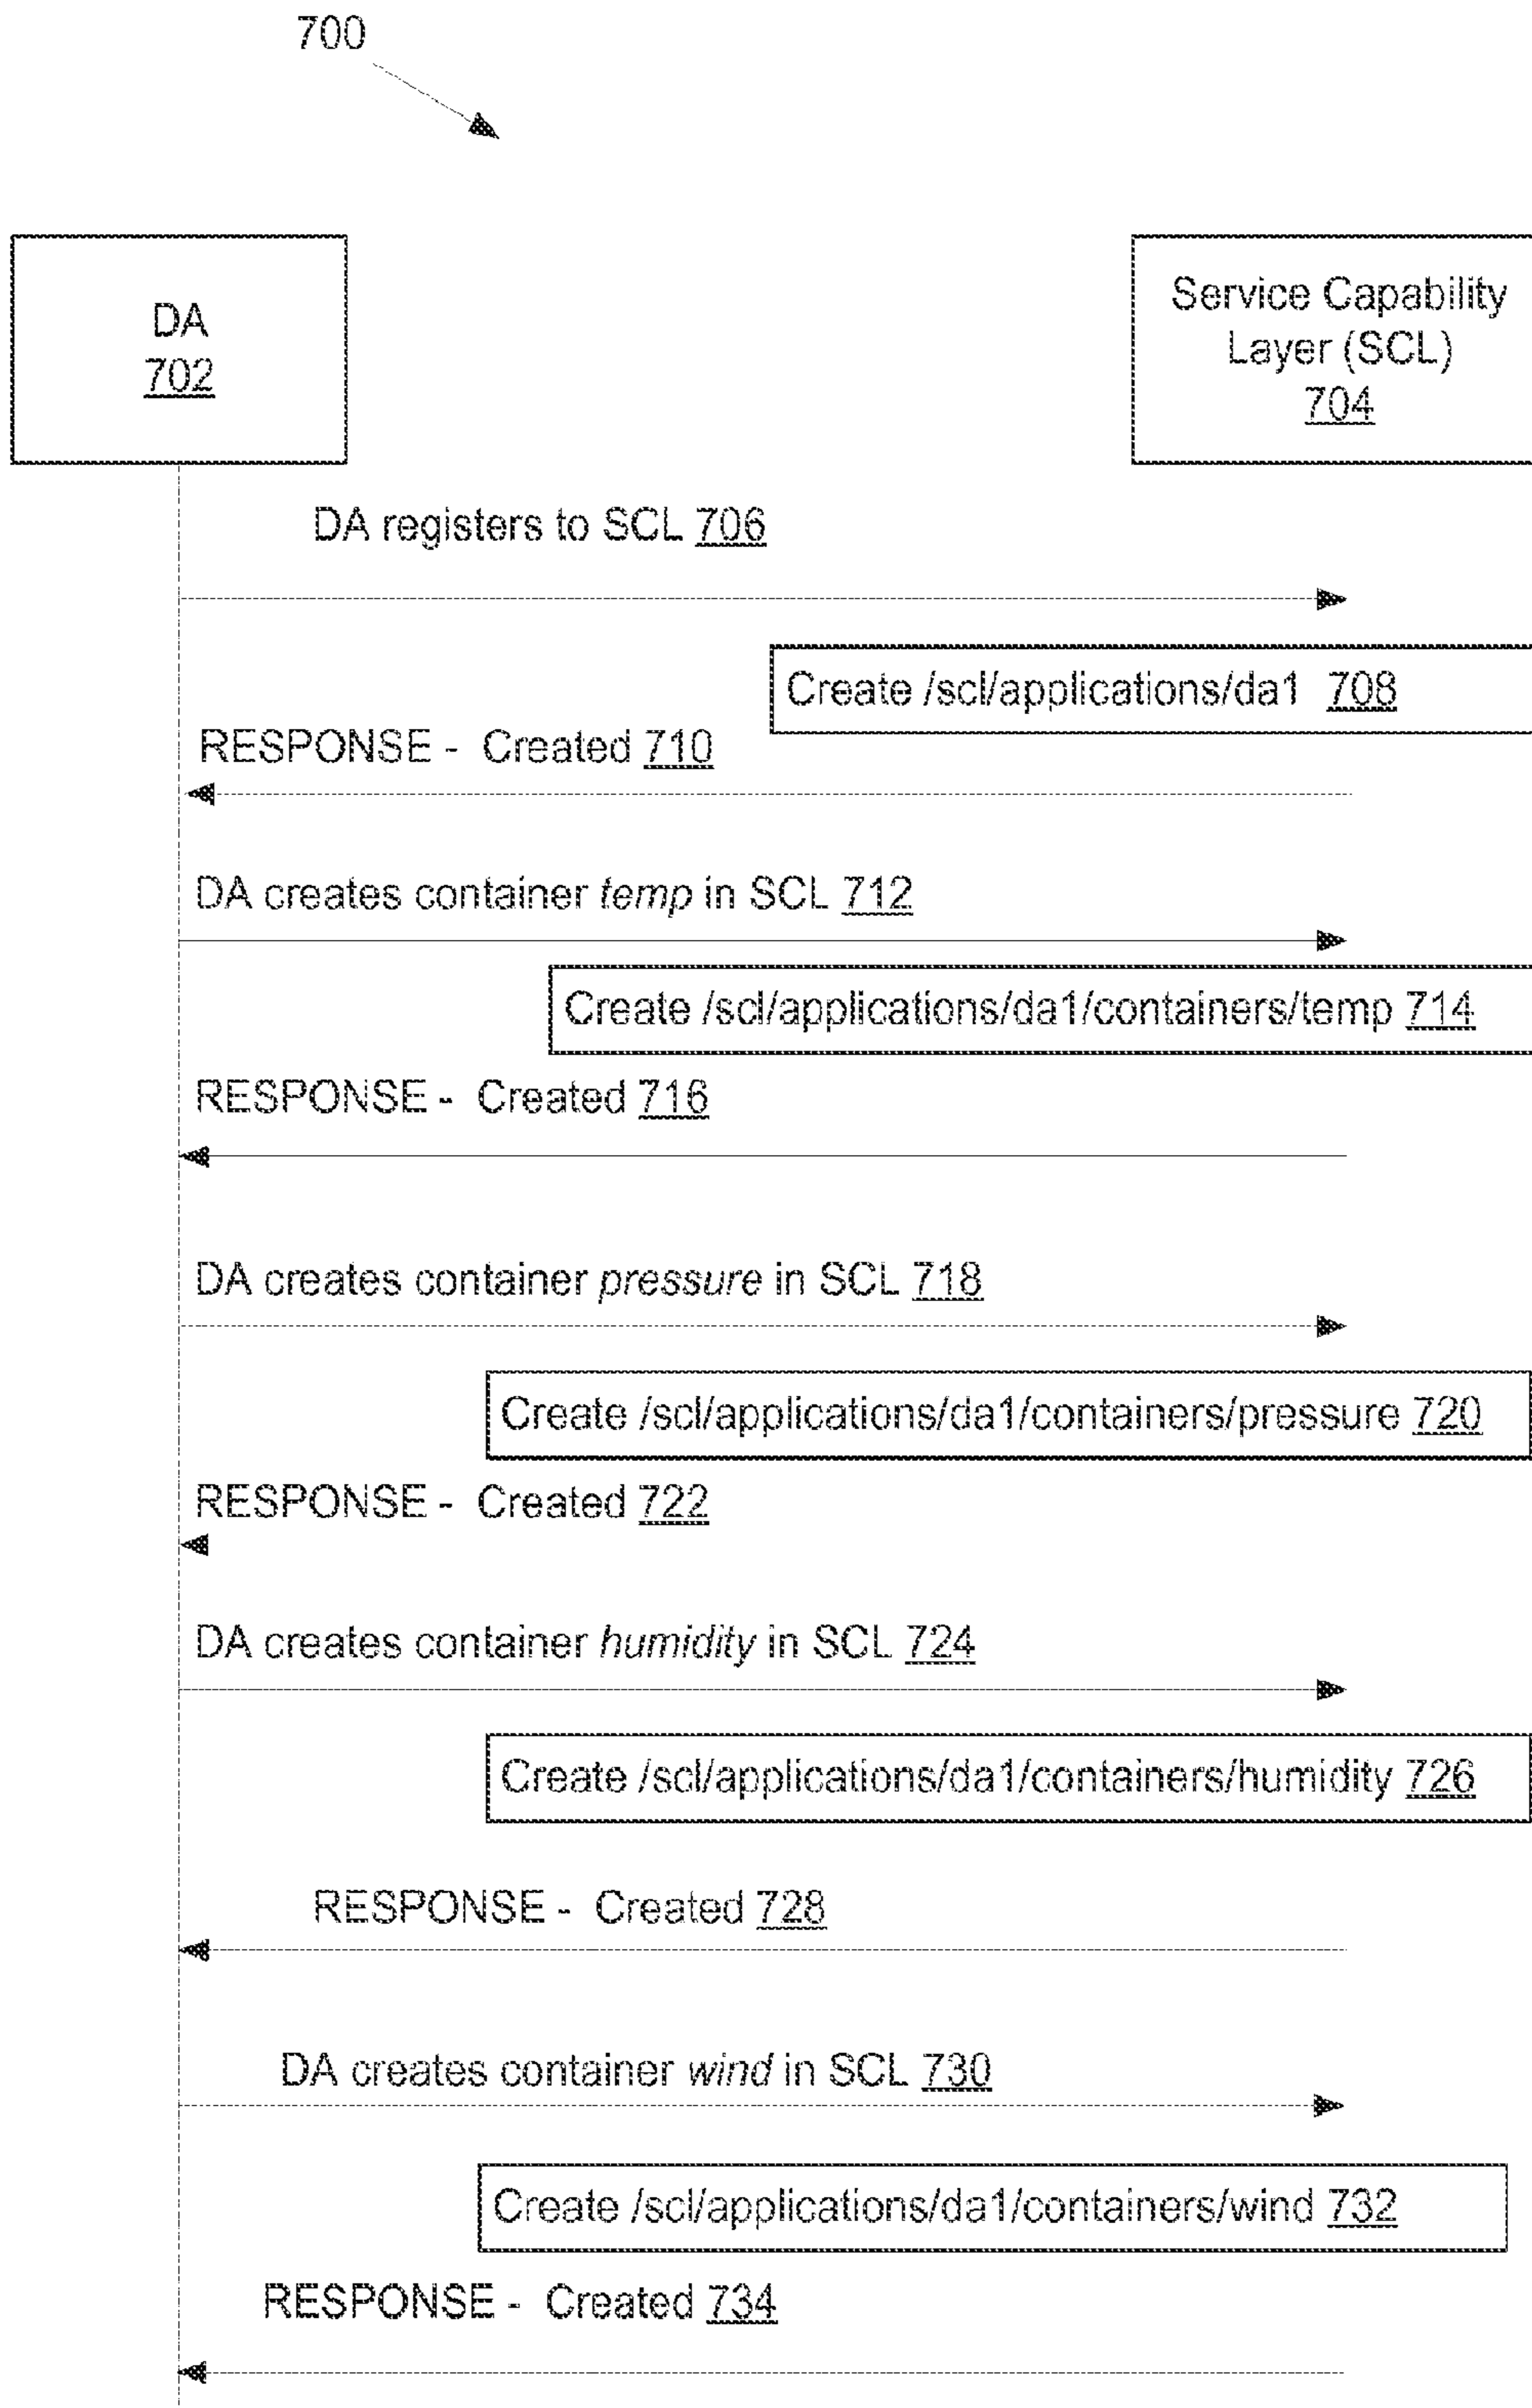 700
DA
702
Service Capability
Layer (SCL)
704
DA registers to SCL 706
Create /scl/applications/da1 708
RESPONSE - Created 710
DA creates container temp in SCL 712
Create /scl/applications/da1/containers/temp 714
RESPONSE - Created 716
DA creates container pressure in SCL 718
Create /scl/applications/da1/containers/pressure 720
RESPONSE - Created 722
DA creates container humidity in SCL 724
Create /scl/applications/da1/containers/humidity 726
RESPONSE - Created 728
DA creates container wind in SCL 730
Create /scl/applications/da1/containers/wind 732
RESPONSE - Created 734